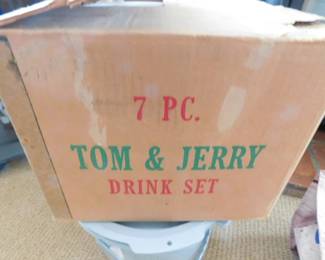 7 PC.
TOM & JERRY
DRINK SET